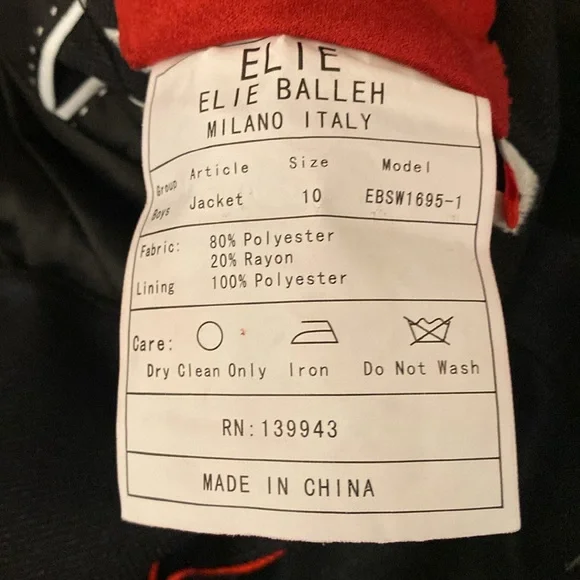 ELIE
ELIE BALLEH
MILANO ITALY
Group Article Size Model
Boys Jacket 10 EBSW1695-1
Fabric: 80% Polyester
20% Rayon
Lining 100% Polyester
Care:
Dry Clean Only Iron Do Not Wash
RN:139943
MADE IN CHINA